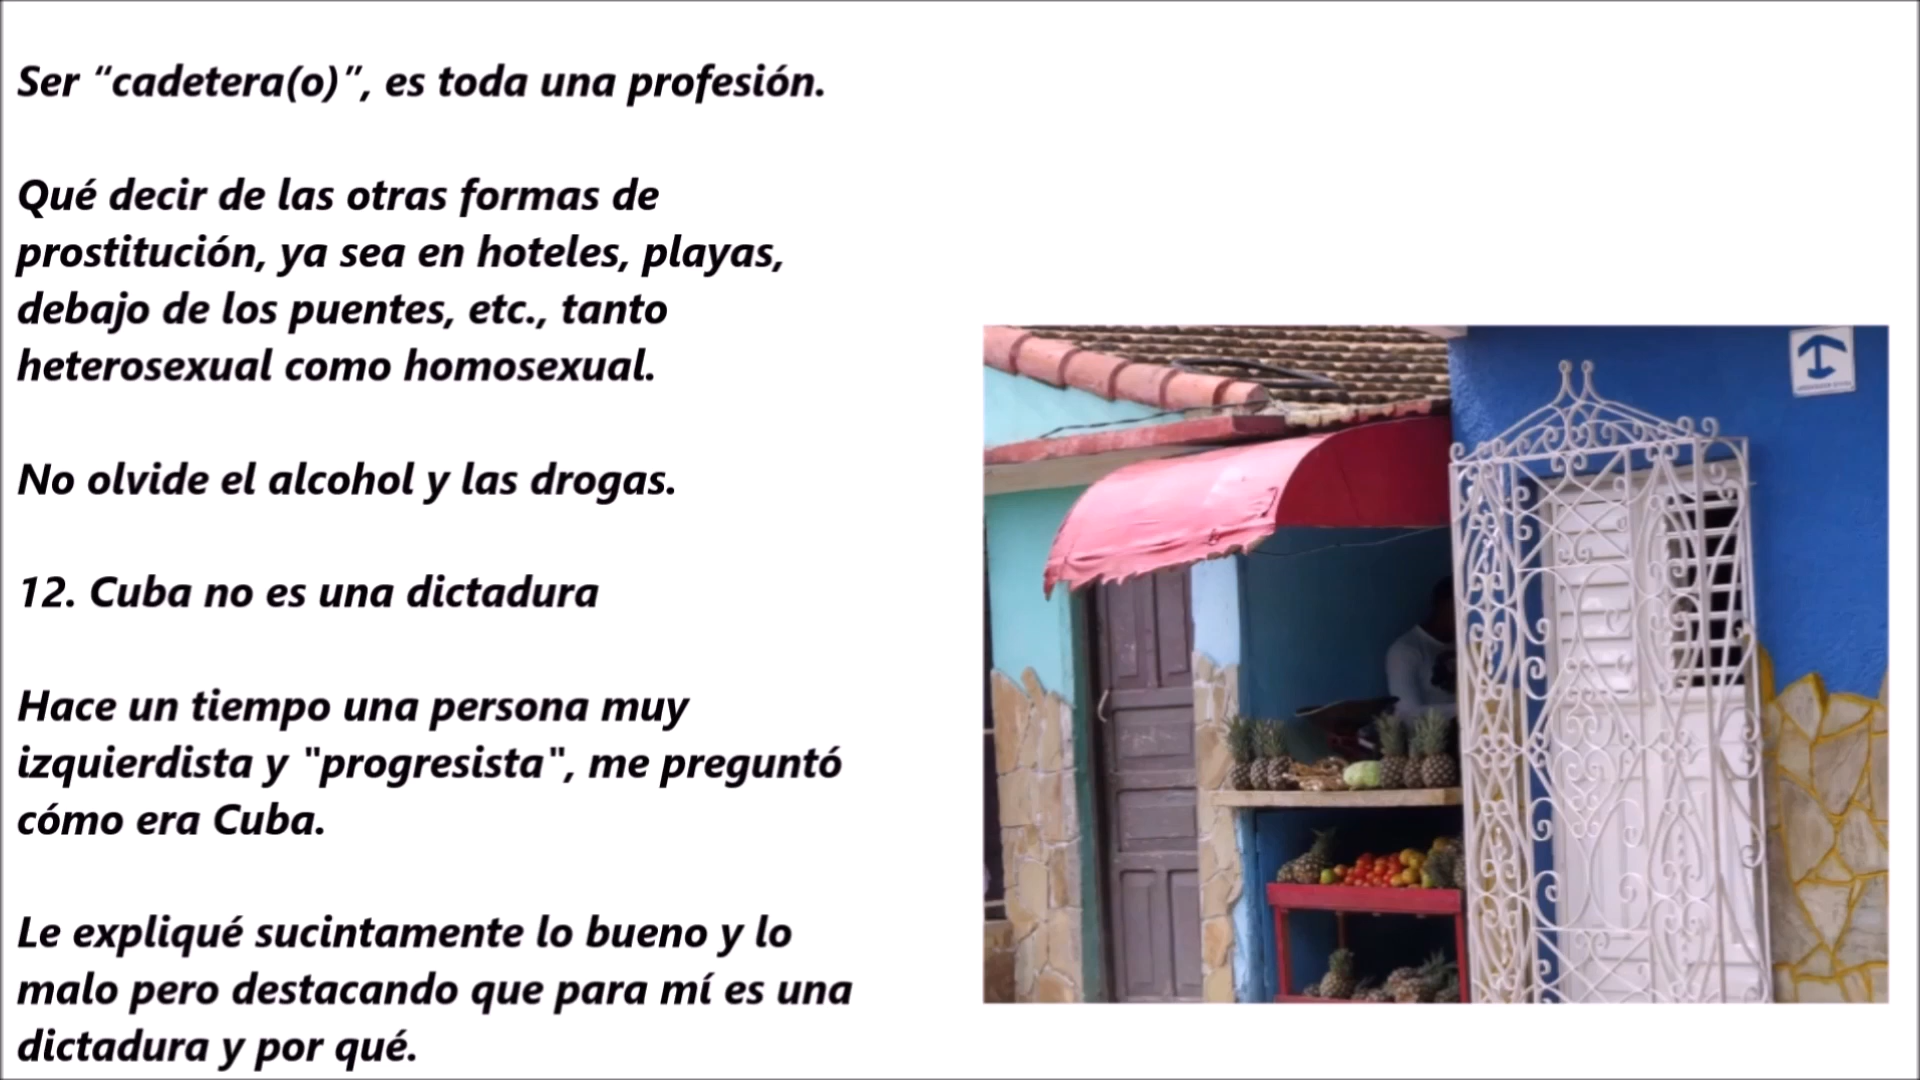 Ser “cadetera(o)”, es toda una profesión.
Qué decir de las otras formas de
prostitución, ya sea en hoteles, playas,
debajo de los puentes, etc., tanto
heterosexual como homosexual.
No olvide el alcohol y las drogas.
12. Cuba no es una dictadura
Hace un tiempo una persona muy
izquierdista y "progresista", me preguntó
cómo era Cuba.
Le expliqué sucintamente lo bueno y lo
malo pero destacando que para mí es una
dictadura y por qué.